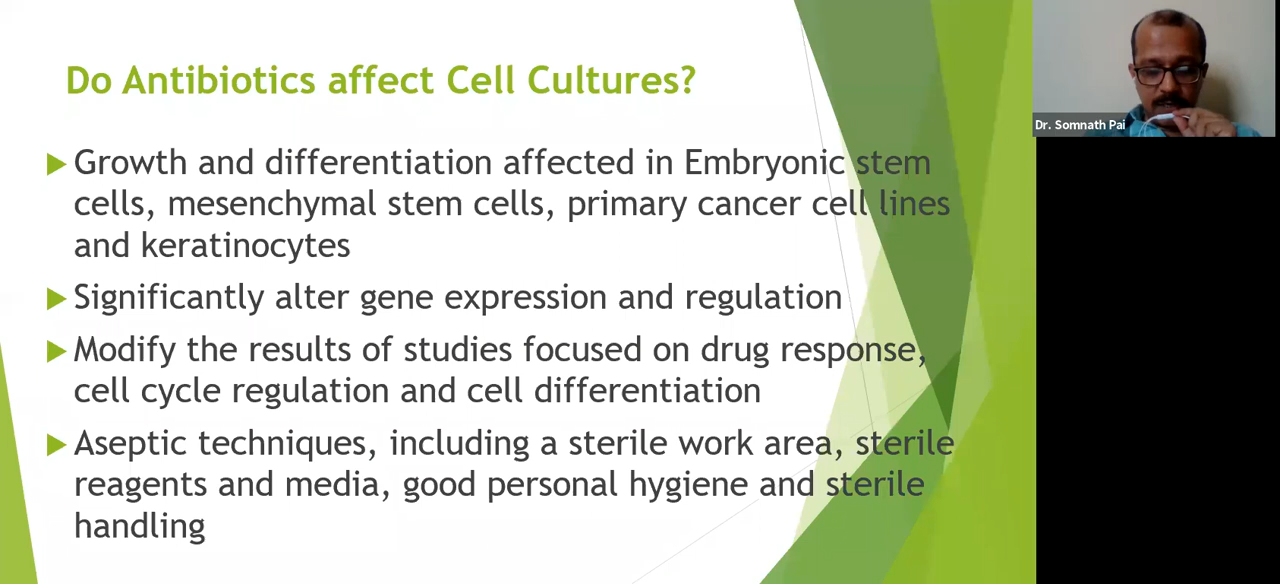 Do Antibiotics affect Cell Cultures?
Growth and differentiation affected in Embryonic stem
cells, mesenchymal stem cells, primary cancer cell lines
and keratinocytes
Significantly alter gene expression and regulation
Modify the results of studies focused on drug response,
cell cycle regulation and cell differentiation
Aseptic techniques, including a sterile work area, sterile
reagents and media, good personal hygiene and sterile
handling
Dr. Somnath Pai